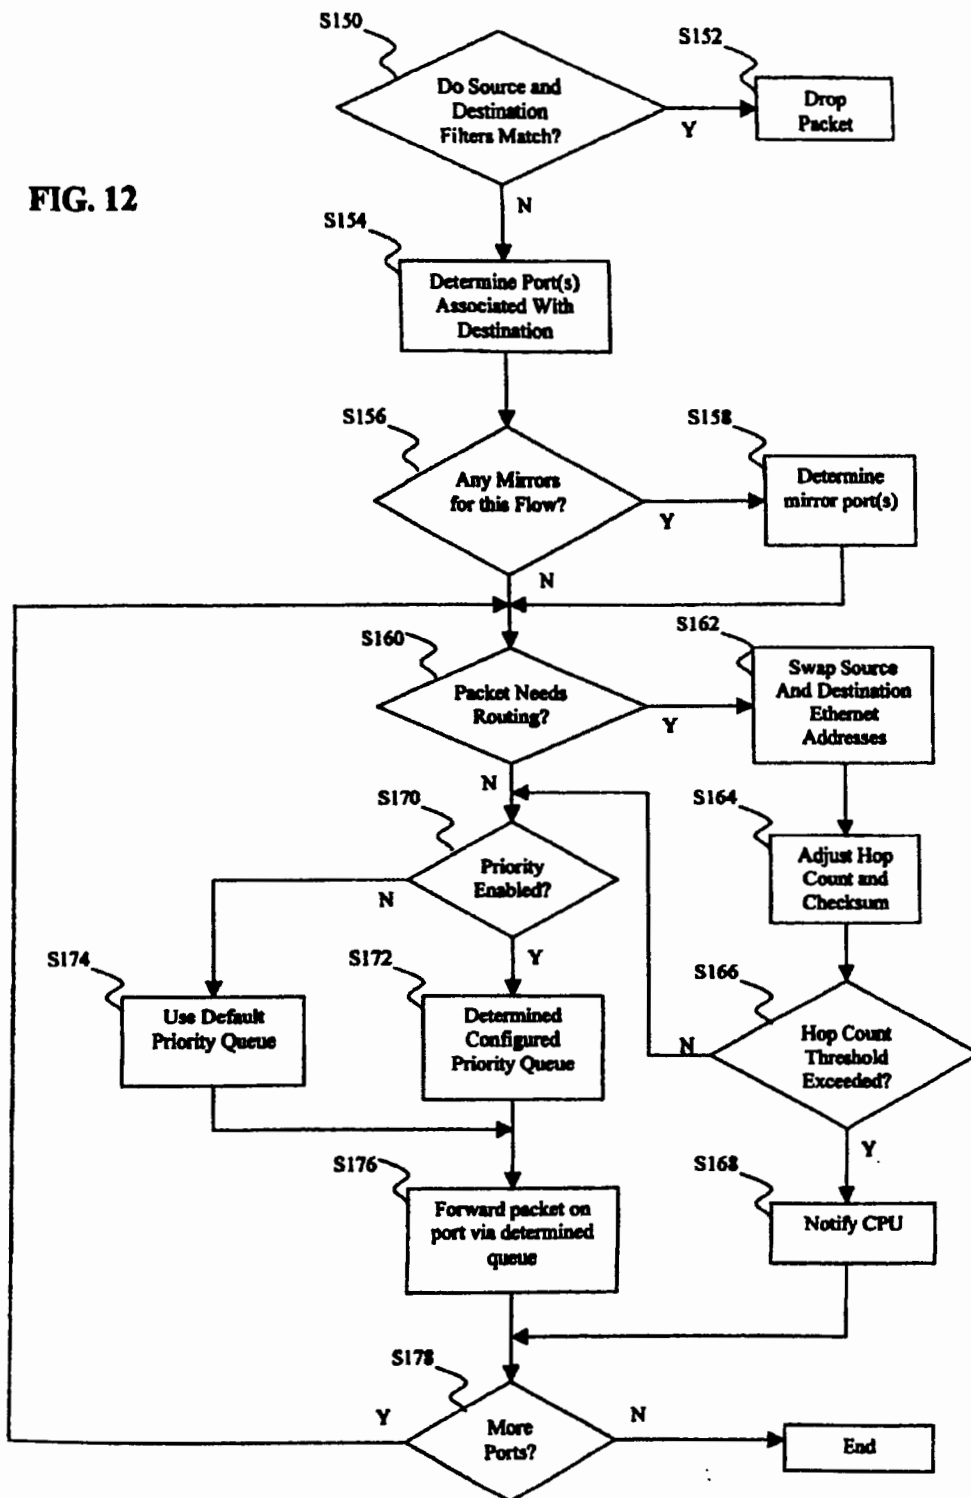 S150
Do Source and
Destination
Filters Match?
Y
S152
Drop
Packet
FIG. 12
N
S154
Determine Port(s)
Associated With
Destination
S156
Any Mirrors
for this Flow?
Y
S158
Determine
mirror port(s)
N
S160
Packet Needs
Routing?
Y
S162
Swap Source
And Destination
Ethernet
Addresses
N
S170
Priority
Enabled?
N
Y
S164
Adjust Hop
Count and
Checksum
S174
Use Default
Priority Queue
S172
Determined
Configured
Priority Queue
S166
Hop Count
Threshold
Exceeded?
N
Y
S176
Forward packet on
port via determined
queue
S168
Notify CPU
S178
More
Ports?
Y
N
End